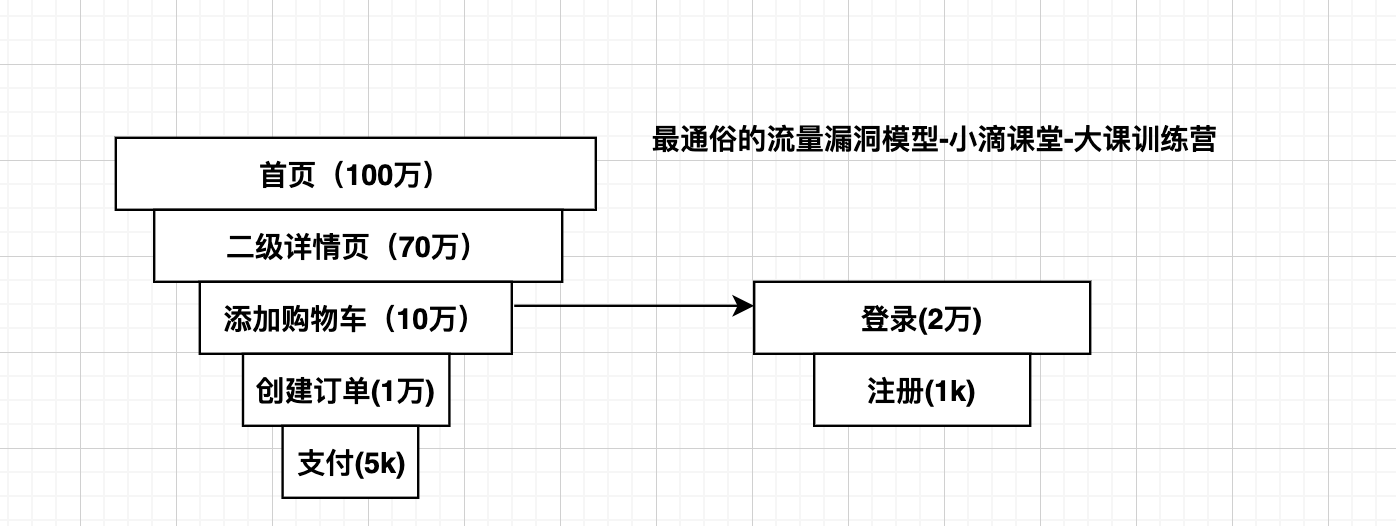 最通俗的流量漏洞模型-小滴课堂-大课训练营
首页（100万）
二级详情页（70万）
添加购物车（10万）
登录(2万)
创建订单(1万)
注册(1k)
支付(5k)